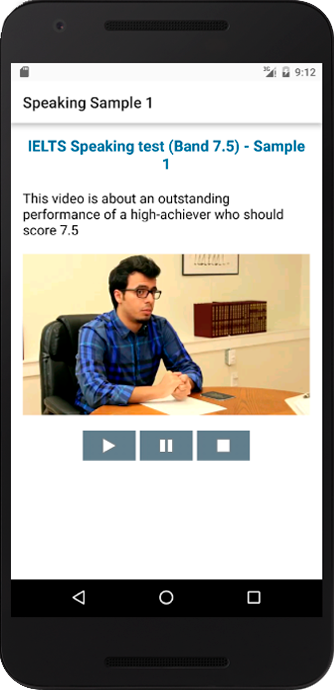 9:12
Speaking Sample 1
IELTS Speaking test (Band 7.5) - Sample
1
This video is about an outstanding
performance of a high-achiever who should
score 7.5